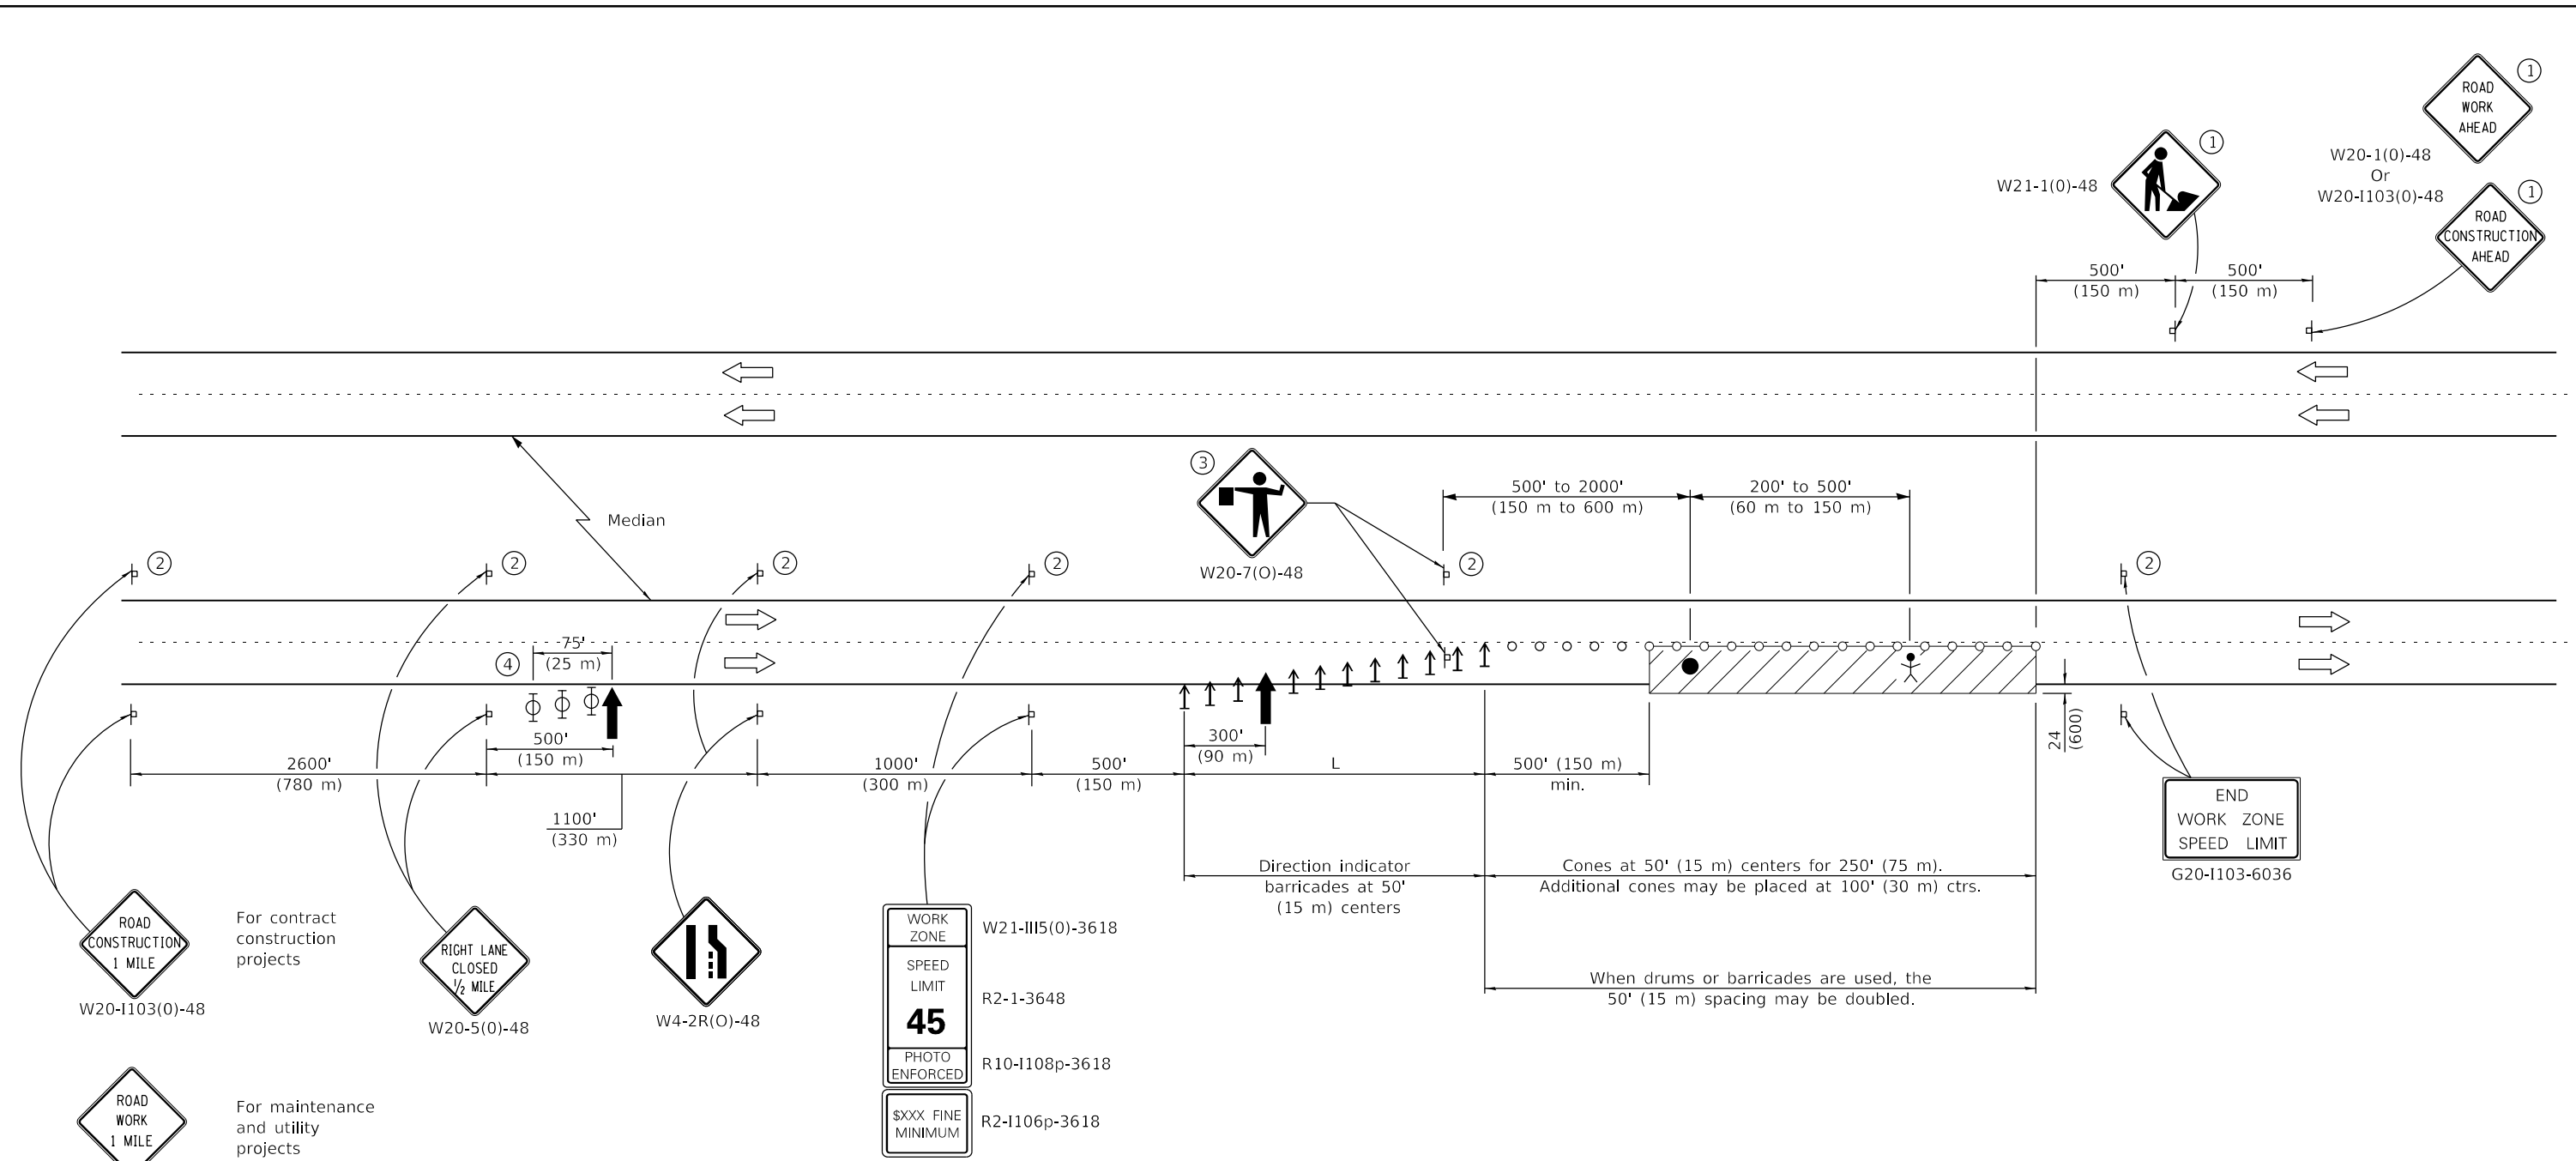 ROAD
WORK
AHEAD
1
W20-1(0)-48
Or
W20-I103(0)-48
1
W21-1(0)-48
ROAD
CONSTRUCTION
AHEAD
1
500'
(150 m)
500'
(150 m)
3
W20-7(O)-48
500' to 2000'
(150 m to 600 m)
200' to 500'
(60 m to 150 m)
Median
2
2
2
2
2
2
4
75'
(25 m)
500'
(150 m)
2600'
(780 m)
1100'
(330 m)
1000'
(300 m)
500'
(150 m)
300'
(90 m)
L
500' (150 m)
min.
24
(600)
Direction indicator
barricades at 50'
(15 m) centers
Cones at 50' (15 m) centers for 250' (75 m).
Additional cones may be placed at 100' (30 m) ctrs.
When drums or barricades are used, the
50' (15 m) spacing may be doubled.
END
WORK ZONE
SPEED LIMIT
G20-I103-6036
ROAD
CONSTRUCTION
1 MILE
W20-I103(0)-48
For contract
construction
projects
RIGHT LANE
CLOSED
1/2 MILE
W20-5(0)-48
W4-2R(O)-48
WORK
ZONE
W21-III5(0)-3618
SPEED
LIMIT
45
R2-1-3648
PHOTO
ENFORCED
R10-I108p-3618
$XXX FINE
MINIMUM
R2-I106p-3618
ROAD
WORK
1 MILE
For maintenance
and utility
projects